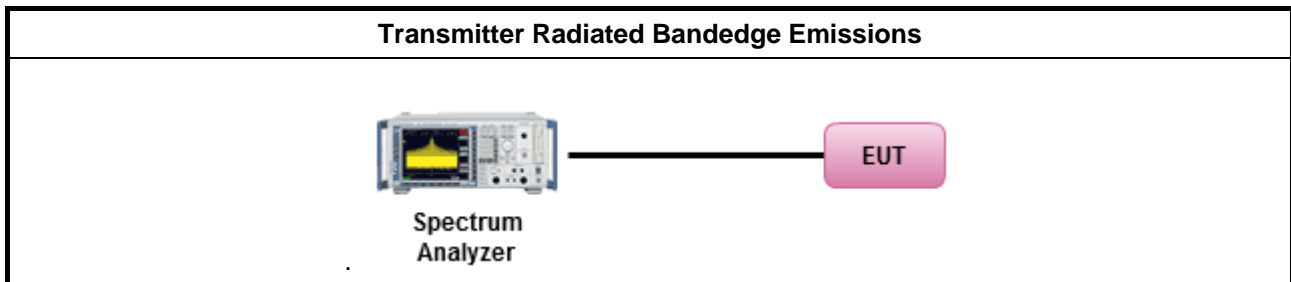 Transmitter Radiated Bandedge Emissions
EUT
Spectrum
Analyzer
.